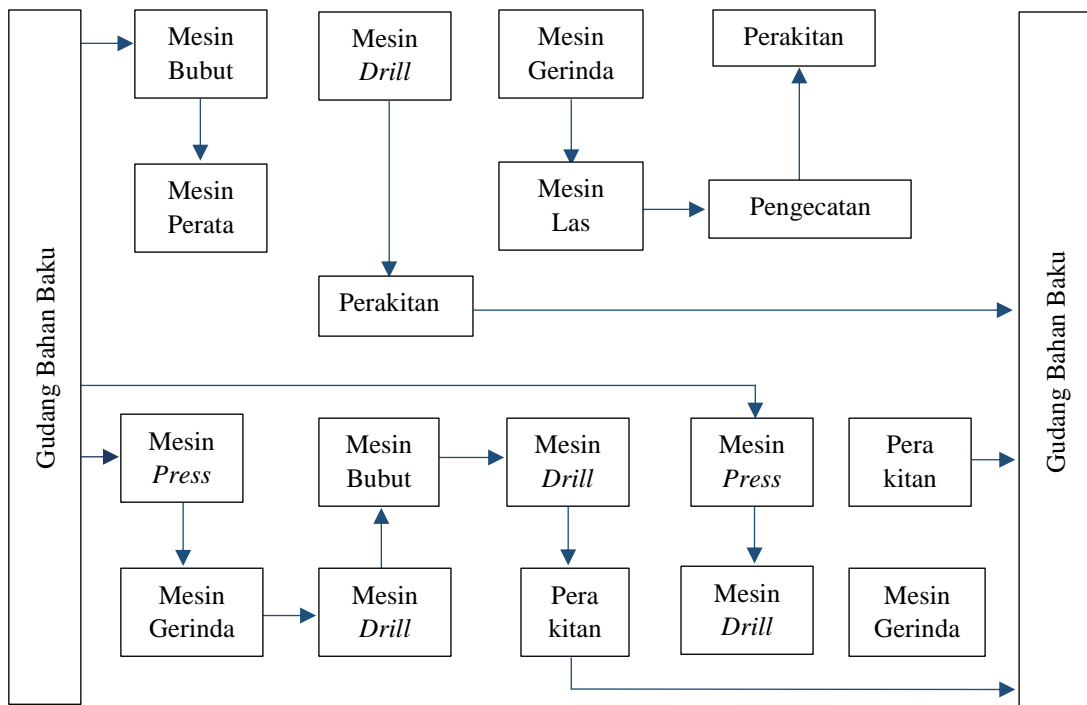 Gudang Bahan Baku
Mesin
Bubut
Mesin
Drill
Mesin
Gerinda
Perakitan
Mesin
Perata
Mesin
Las
Pengecatan
Perakitan
Gudang Bahan Baku
Mesin
Press
Mesin
Bubut
Mesin
Drill
Mesin
Press
Pera
kitan
Mesin
Gerinda
Mesin
Drill
Pera
kitan
Mesin
Drill
Mesin
Gerinda